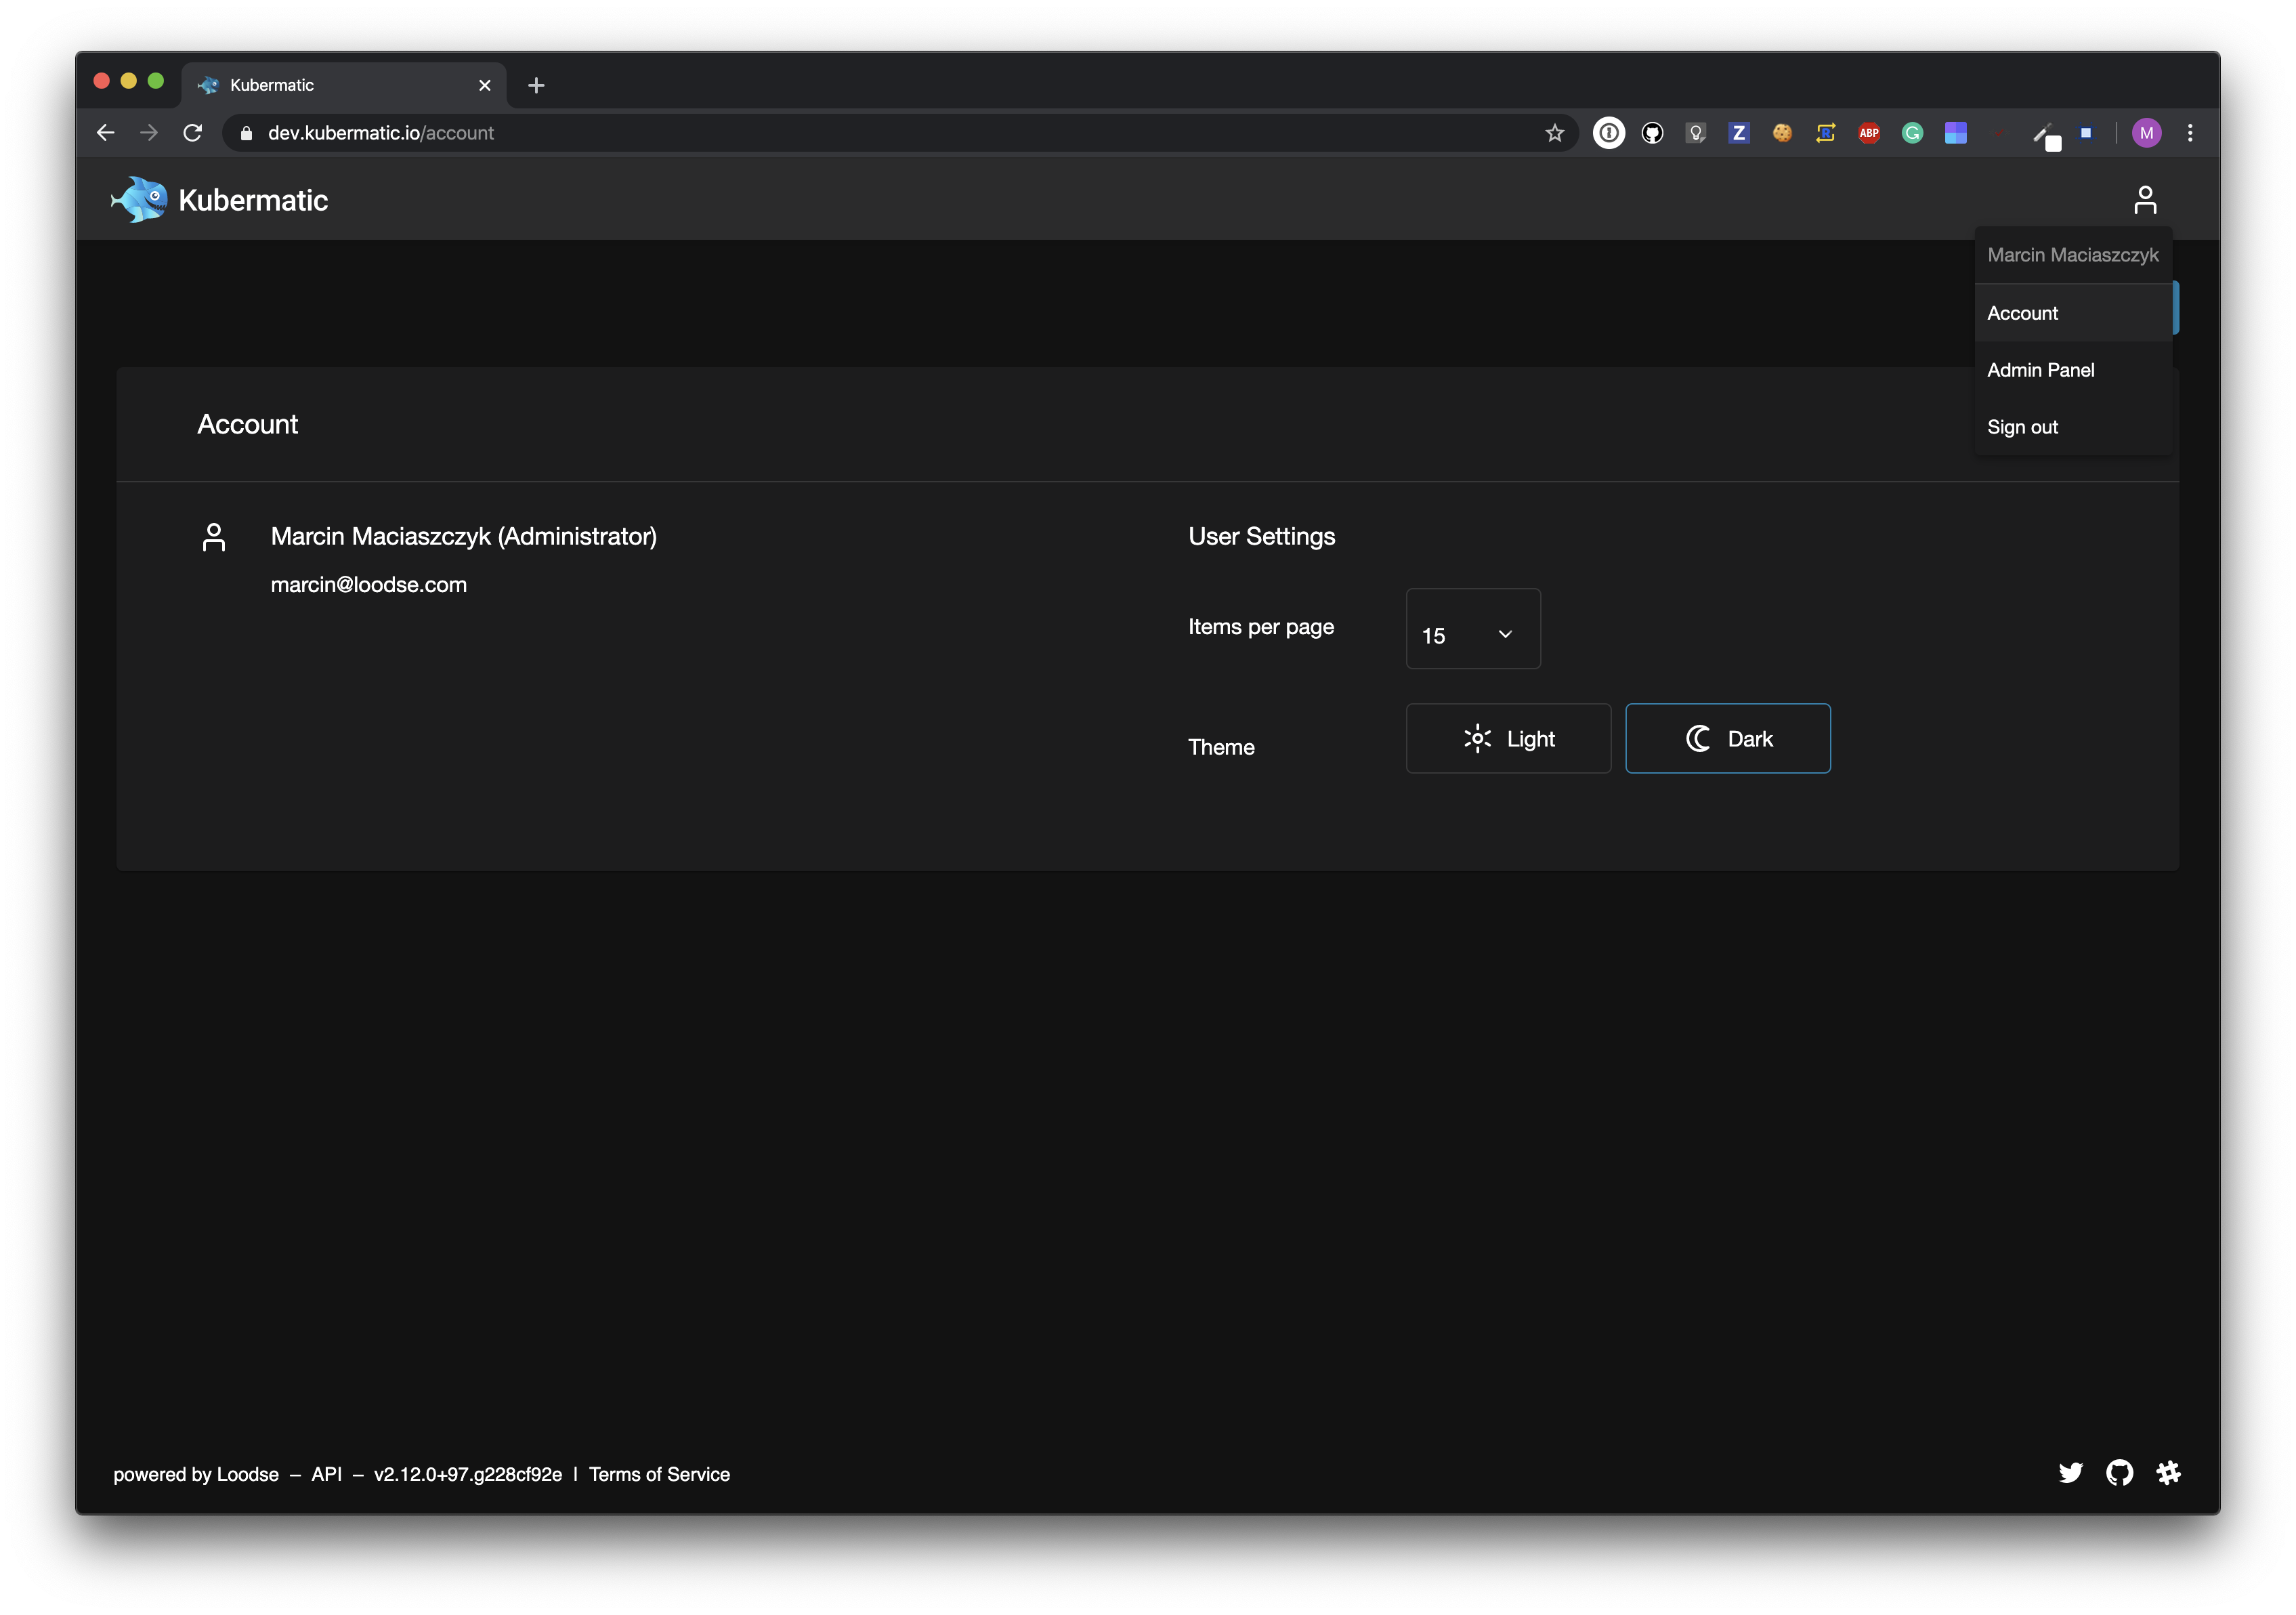 Kubermatic
dev.kubermatic.io/account
Z
R
ABP
G
M
Kubermatic
Marcin Maciaszczyk
Account
Admin Panel
Sign out
Account
Marcin Maciaszczyk (Administrator)
marcin@loodse.com
User Settings
Items per page
15
Theme
Light
Dark
powered by Loodse – API – v2.12.0+97.g228cf92e | Terms of Service